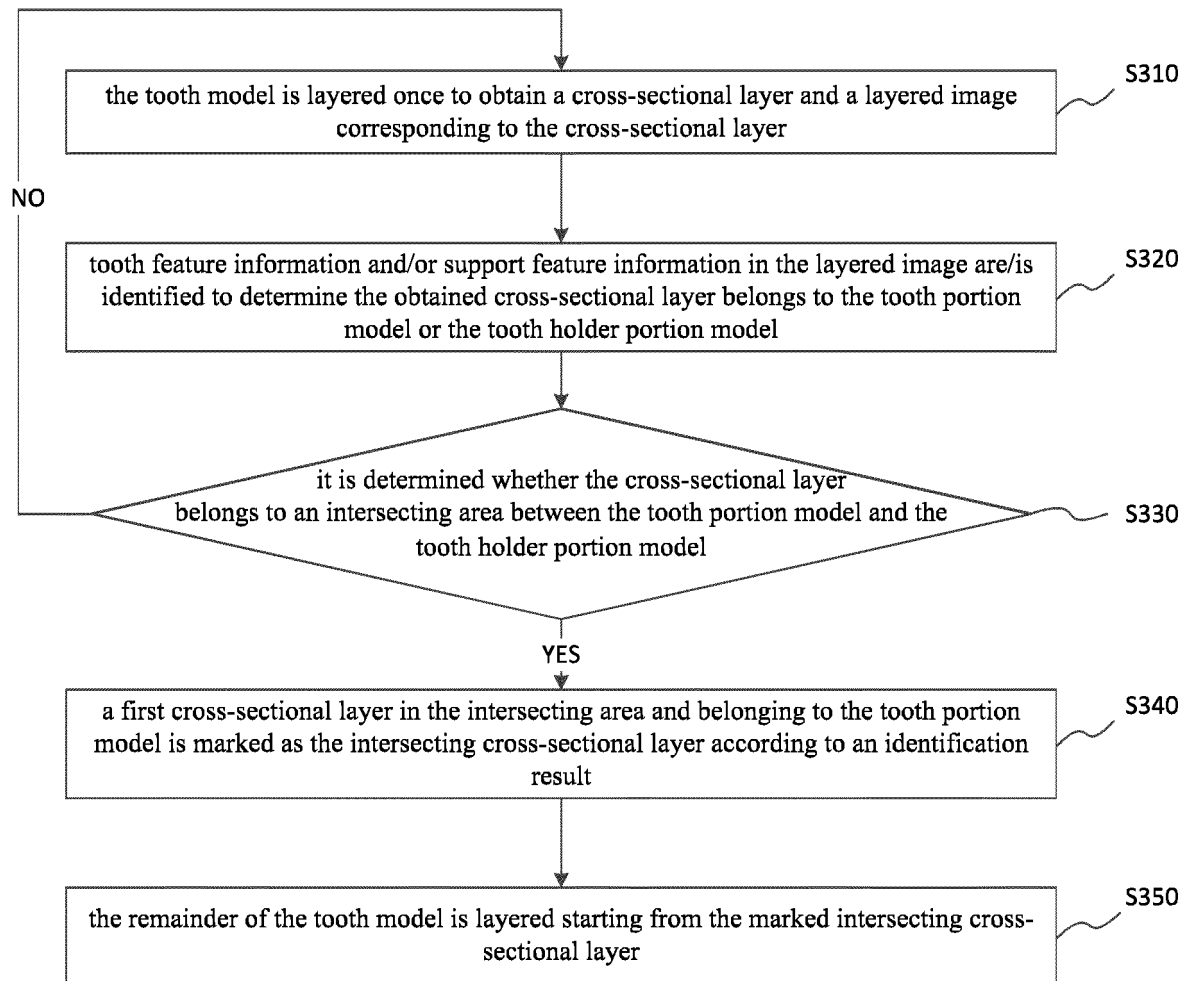 S310
the tooth model is layered once to obtain a cross-sectional layer and a layered image
corresponding to the cross-sectional layer
NO
S320
tooth feature information and/or support feature information in the layered image are/is
identified to determine the obtained cross-sectional layer belongs to the tooth portion
model or the tooth holder portion model
it is determined whether the cross-sectional layer
belongs to an intersecting area between the tooth portion model and the
tooth holder portion model
S330
YES
S340
a first cross-sectional layer in the intersecting area and belonging to the tooth portion
model is marked as the intersecting cross-sectional layer according to an identification
result
S350
the remainder of the tooth model is layered starting from the marked intersecting cross-
sectional layer